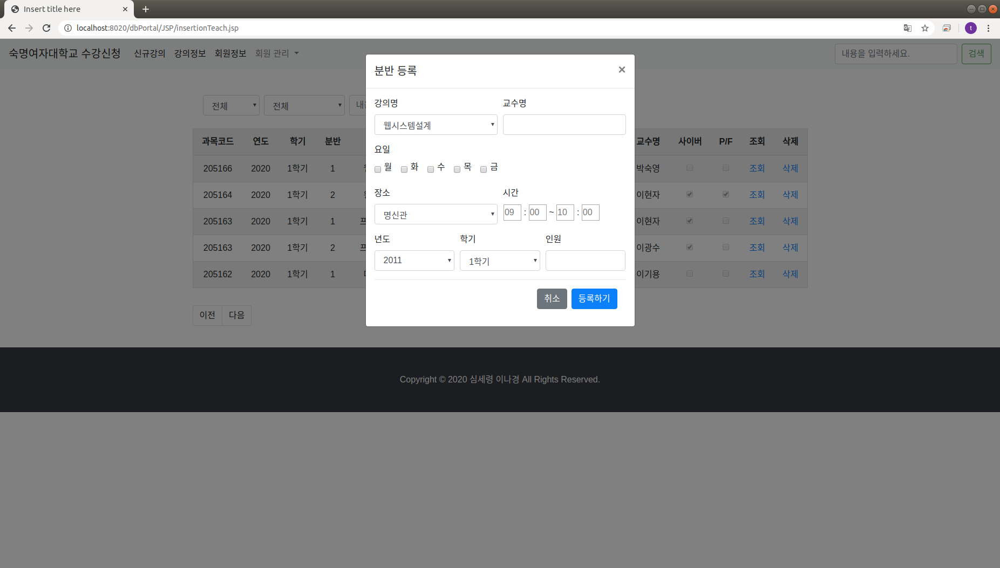 Insert title here
localhost:8020/dbPortal/JSP/insertionTeach.jsp
t
숙명여자대학교 수강신청 신규강의 강의정보 회원정보 회원 관리 내용을 입력하세요. 검색
분반 등록 ×
전체 전체
강의명 교수명
웹시스템설계
요일
월 화 수 목 금
장소 시간
명신관 09 : 00 ~ 10 : 00
년도 학기 인원
2011 1학기
취소 등록하기
과목코드 연도 학기 분반 교수명 사이버 P/F 조회 삭제
205166 2020 1학기 1 박숙영 조회 삭제
205164 2020 1학기 2 이현자 조회 삭제
205163 2020 1학기 1 이현자 조회 삭제
205163 2020 1학기 2 이광수 조회 삭제
205162 2020 1학기 1 이기용 조회 삭제
이전 다음
Copyright © 2020 심세령 이나경 All Rights Reserved.